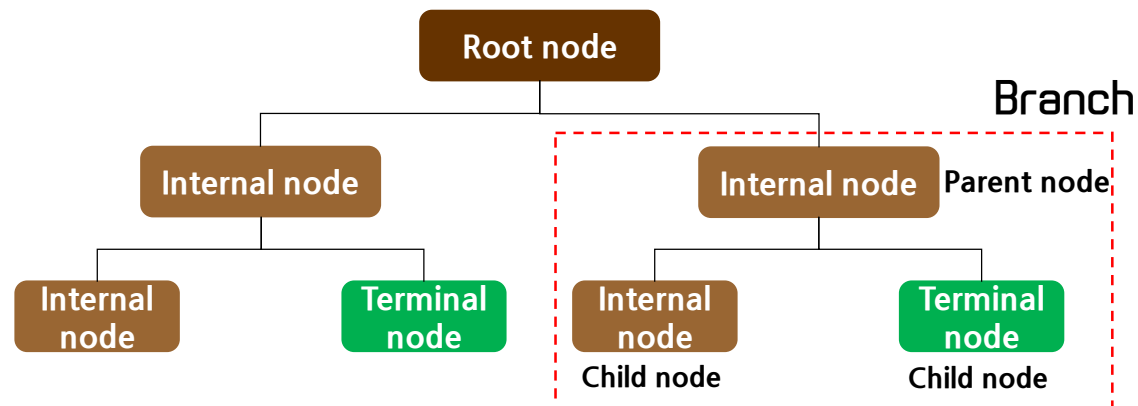 Root node
Branch
Internal node
Internal node
Parent node
Internal
node
Terminal
node
Internal
node
Terminal
node
Child node
Child node